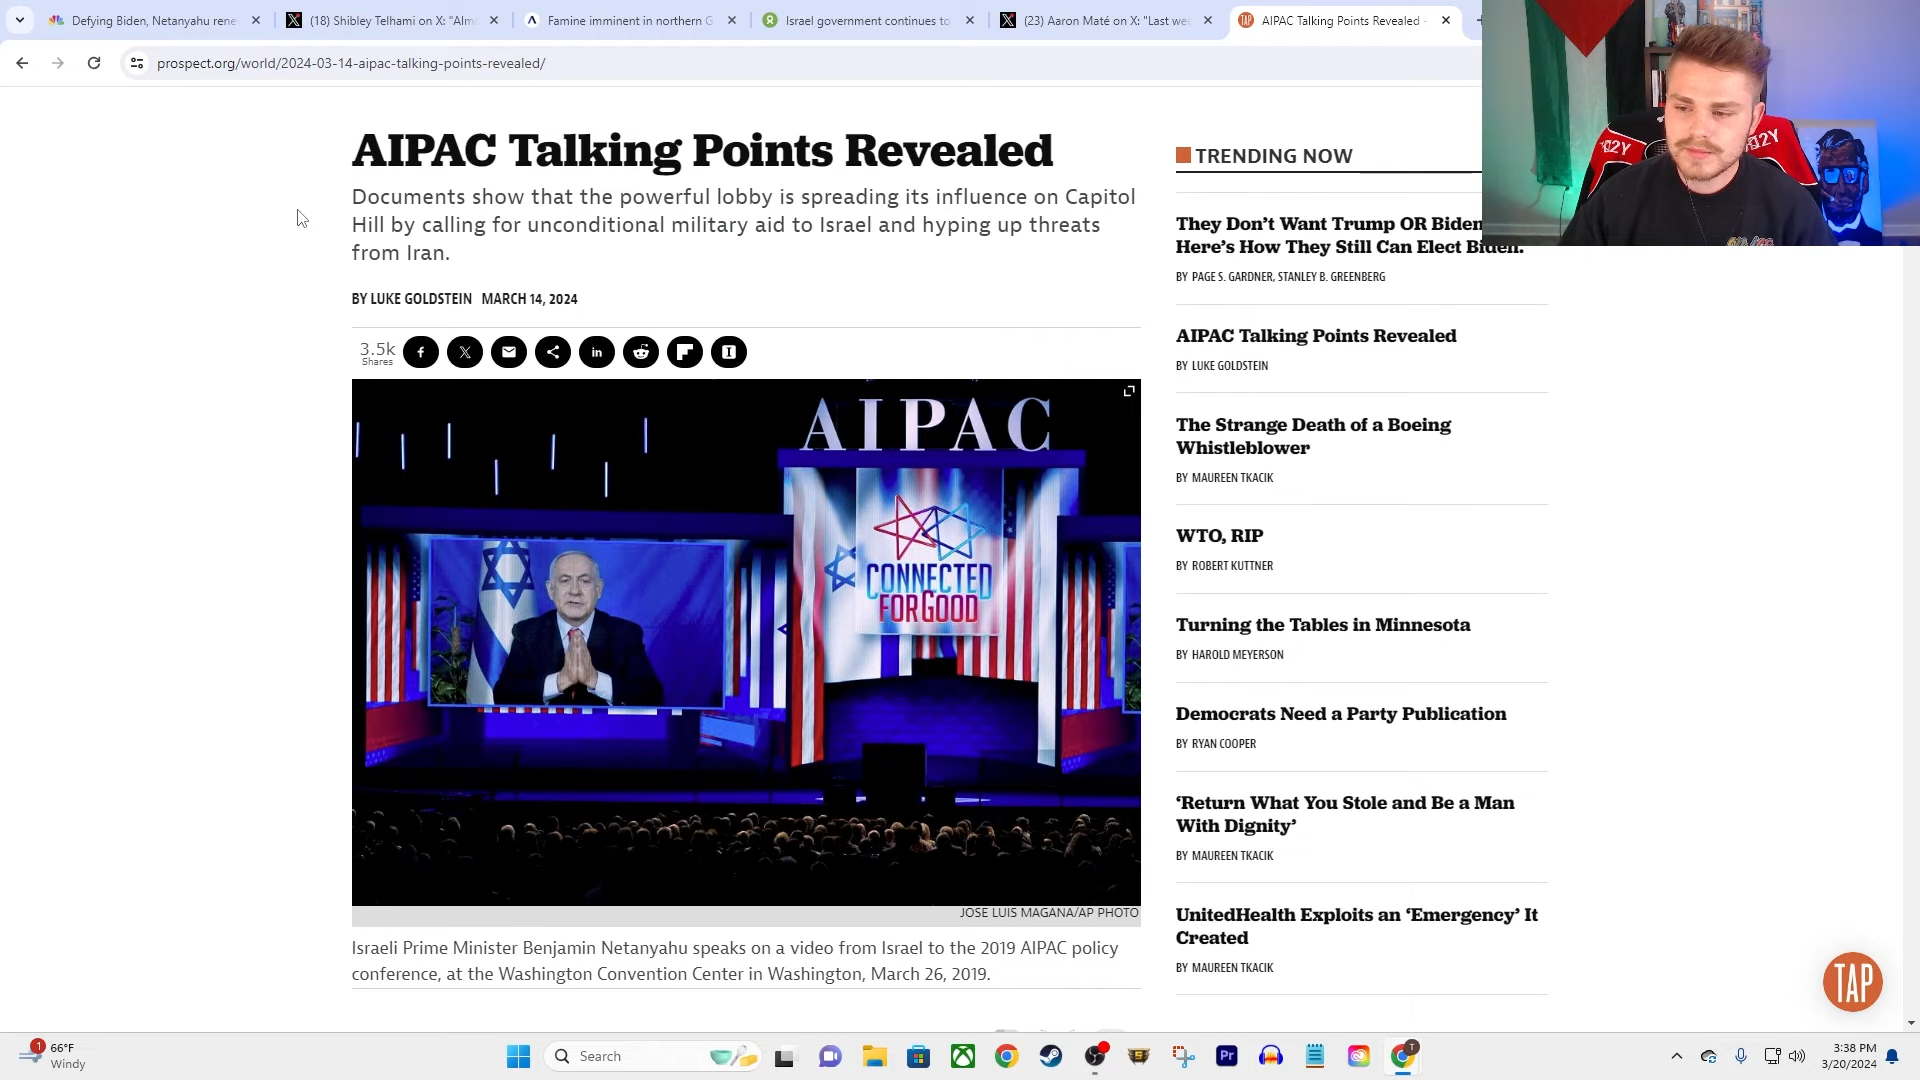 Defying Biden, Netanyahu rene
(18) Shibley Telhami on X: "Alm
Famine imminent in northern G
Israel government continues to
(23) Aaron Maté on X: "Last wee
AIPAC Talking Points Revealed -
prospect.org/world/2024-03-14-aipac-talking-points-revealed/
AIPAC Talking Points Revealed
Documents show that the powerful lobby is spreading its influence on Capitol
Hill by calling for unconditional military aid to Israel and hyping up threats
from Iran.
BY LUKE GOLDSTEIN MARCH 14, 2024
3.5k
Shares
AIPAC
CONNECTED
FOR GOOD
JOSE LUIS MAGANA/AP PHOTO
Israeli Prime Minister Benjamin Netanyahu speaks on a video from Israel to the 2019 AIPAC policy
conference, at the Washington Convention Center in Washington, March 26, 2019.
TRENDING NOW
They Don't Want Trump OR Biden
Here's How They Still Can Elect Biden.
BY PAGE S. GARDNER, STANLEY B. GREENBERG
AIPAC Talking Points Revealed
BY LUKE GOLDSTEIN
The Strange Death of a Boeing
Whistleblower
BY MAUREEN TKACIK
WTO, RIP
BY ROBERT KUTTNER
Turning the Tables in Minnesota
BY HAROLD MEYERSON
Democrats Need a Party Publication
BY RYAN COOPER
‘Return What You Stole and Be a Man
With Dignity’
BY MAUREEN TKACIK
UnitedHealth Exploits an ‘Emergency’ It
Created
BY MAUREEN TKACIK
TAP
1
66°F
Windy
Search
Pr
T
3:38 PM
3/20/2024